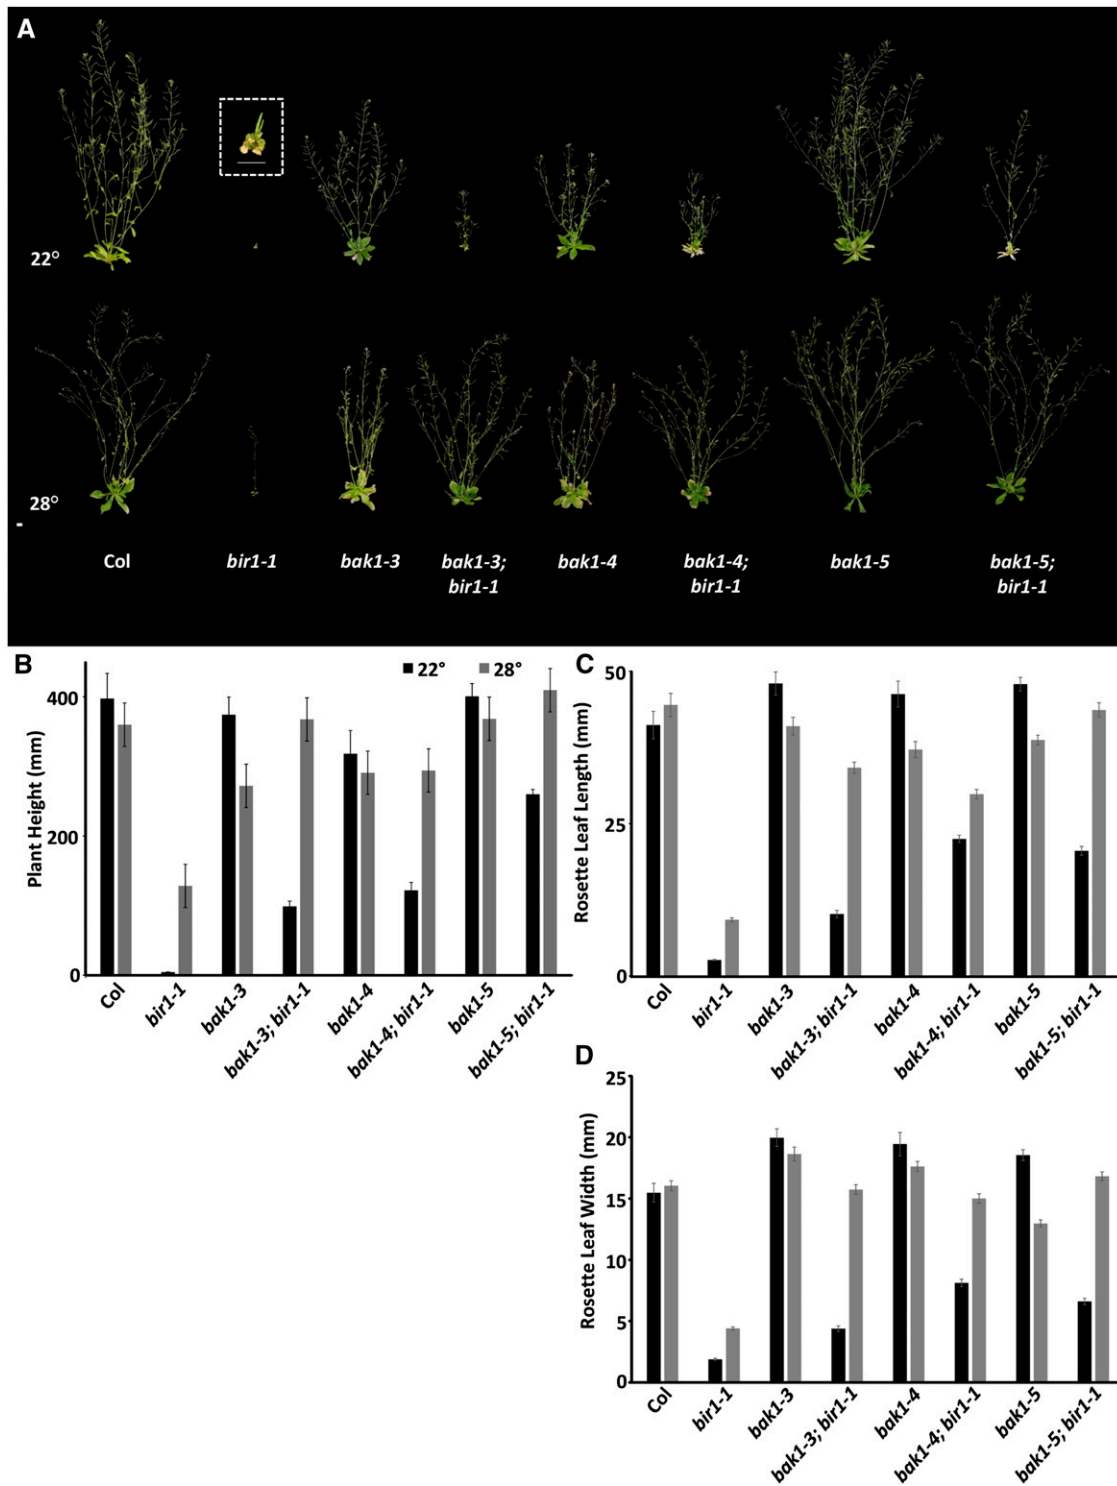 A
22°
28°
Col
bir1-1
bak1-3
bak1-3;
bir1-1
bak1-4
bak1-4;
bir1-1
bak1-5
bak1-5;
bir1-1
B
22°
28°
400
200
0
Plant Height (mm)
Col
bir1-1
bak1-3
bak1-3; bir1-1
bak1-4
bak1-4; bir1-1
bak1-5
bak1-5; bir1-1
C
50
25
0
Rosette Leaf Length (mm)
Col
bir1-1
bak1-3
bak1-3; bir1-1
bak1-4
bak1-4; bir1-1
bak1-5
bak1-5; bir1-1
D
25
20
15
10
5
0
Rosette Leaf Width (mm)
Col
bir1-1
bak1-3
bak1-3; bir1-1
bak1-4
bak1-4; bir1-1
bak1-5
bak1-5; bir1-1